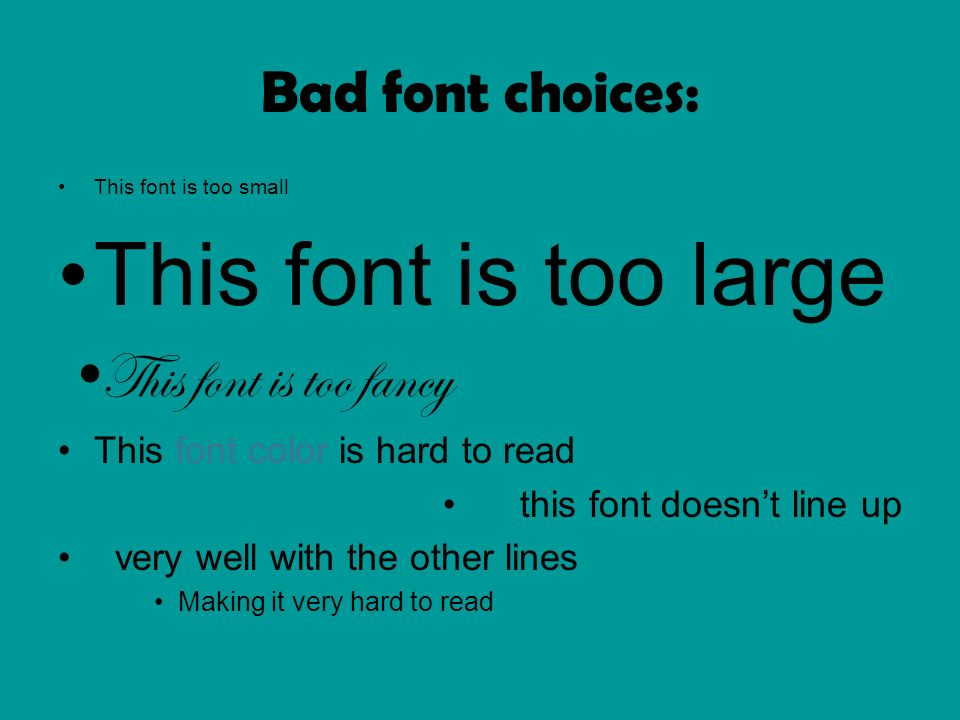 Bad font choices:
• This font is too small
• This font is too large
• This font is too fancy
• This font color is hard to read
• this font doesn’t line up
• very well with the other lines
• Making it very hard to read